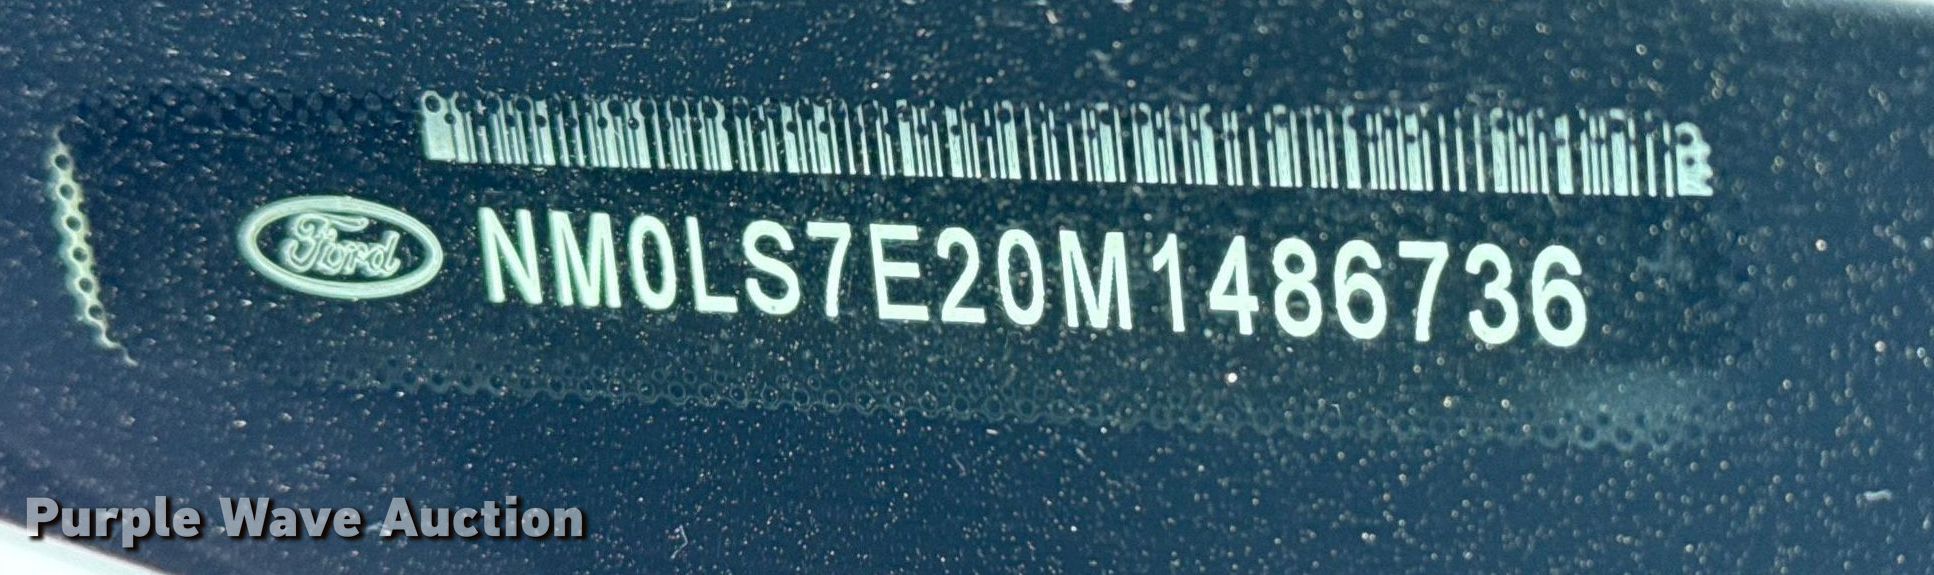 Ford NM0LS7E20M1486736
Purple Wave Auction